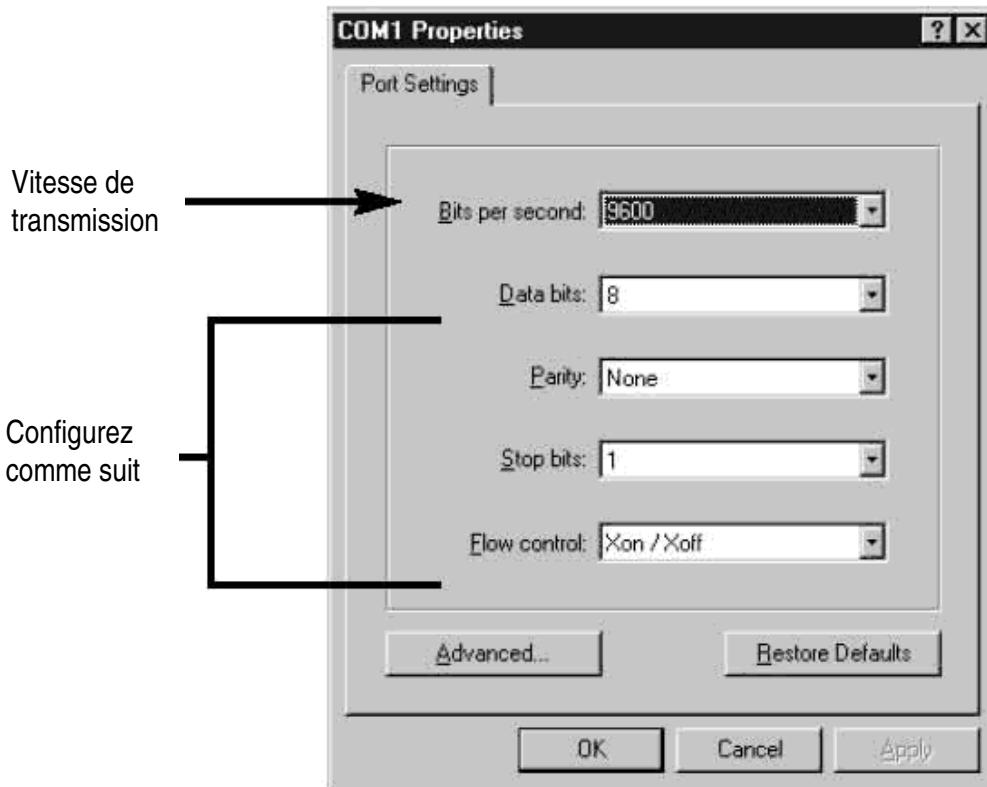 COM1 Properties
Port Settings
Vitesse de
transmission
Bits per second: 9600
Data bits: 8
Parity: None
Configurez
comme suit
Stop bits: 1
Flow control: Xon / Xoff
Advanced...
Restore Defaults
OK
Cancel
Apply